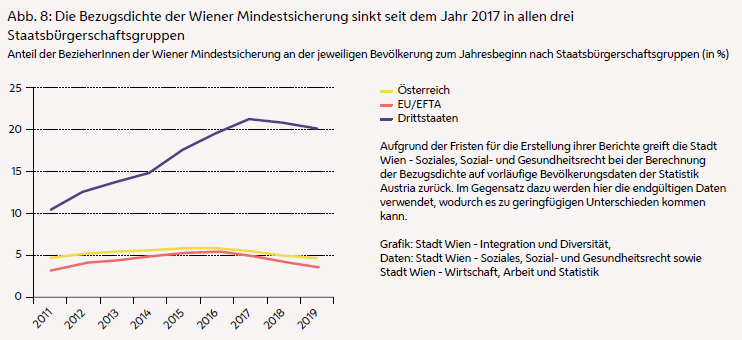 Abb. 8: Die Bezugsdichte der Wiener Mindestsicherung sinkt seit dem Jahr 2017 in allen drei
Staatsbürgerschaftsgruppen
Anteil der BezieherInnen der Wiener Mindestsicherung an der jeweiligen Bevölkerung zum Jahresbeginn nach Staatsbürgerschaftsgruppen (in %)
25
20
15
10
5
0
2011
2012
2013
2014
2015
2016
2017
2018
2019
Österreich
EU/EFTA
Drittstaaten
Aufgrund der Fristen für die Erstellung ihrer Berichte greift die Stadt
Wien - Soziales, Sozial- und Gesundheitsrecht bei der Berechnung
der Bezugsdichte auf vorläufige Bevölkerungsdaten der Statistik
Austria zurück. Im Gegensatz dazu werden hier die endgültigen Daten
verwendet, wodurch es zu geringfügigen Unterschieden kommen
kann.
Grafik: Stadt Wien - Integration und Diversität,
Daten: Stadt Wien - Soziales, Sozial- und Gesundheitsrecht sowie
Stadt Wien - Wirtschaft, Arbeit und Statistik